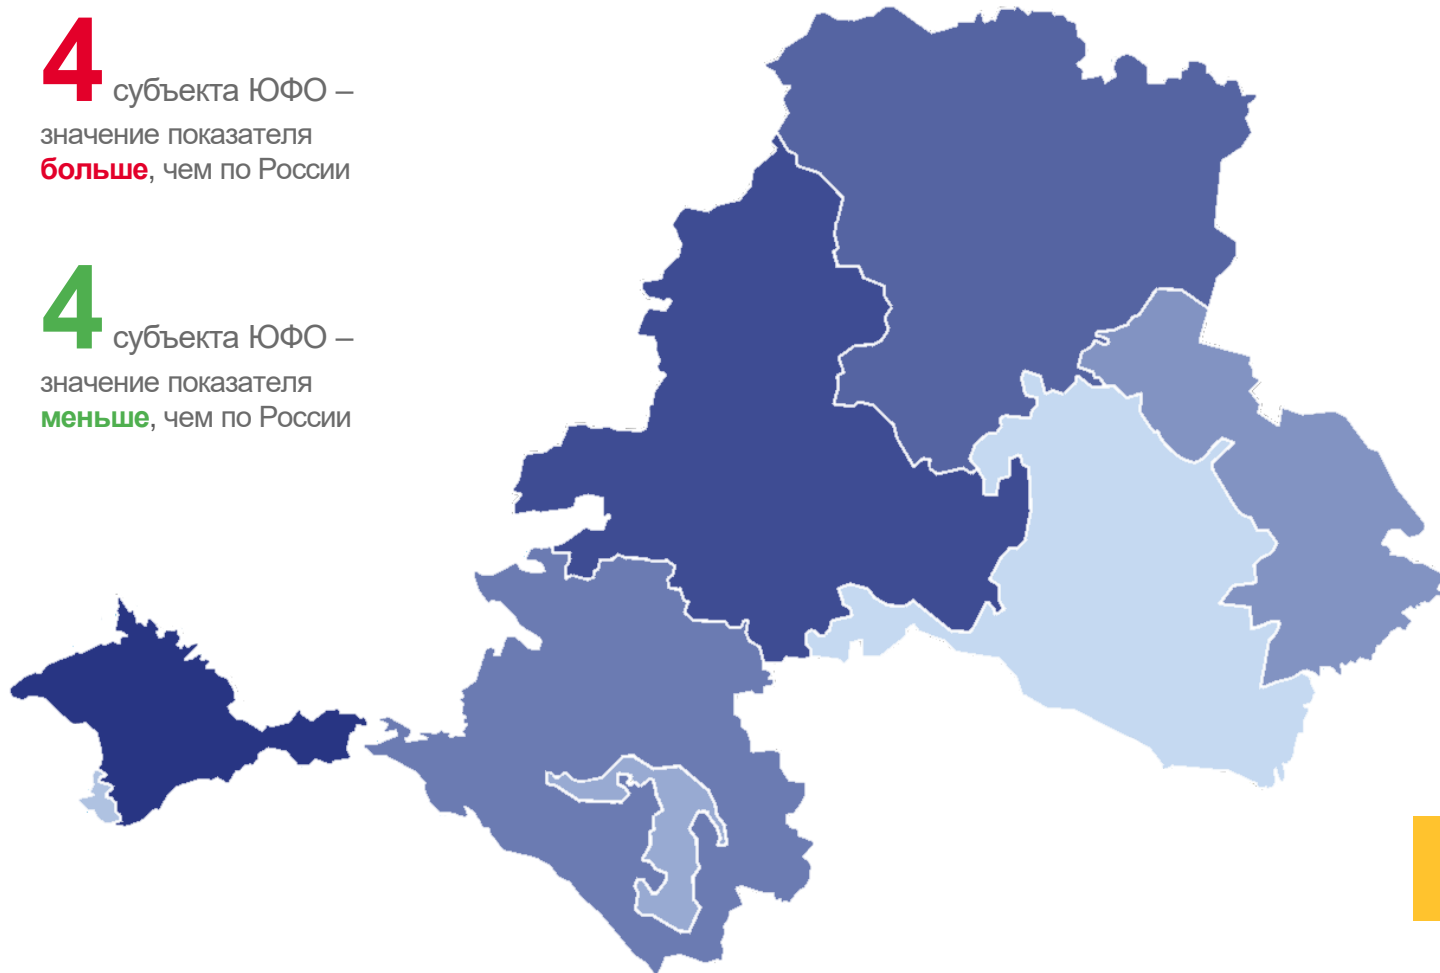 4 субъекта ЮФО –
значение показателя
больше, чем по России
4 субъекта ЮФО –
значение показателя
меньше, чем по России